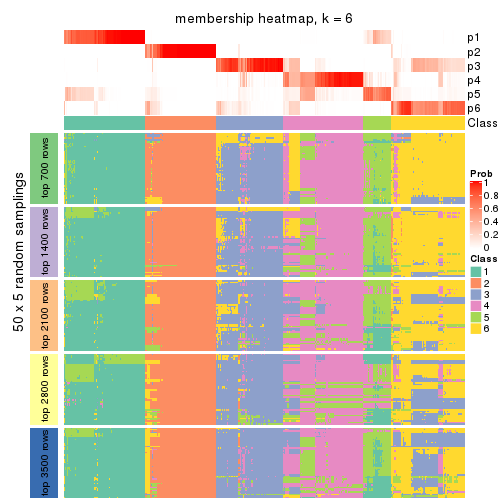 membership heatmap, k = 6
p1
p2
p3
p4
p5
p6
Class
50 x 5 random samplings
top 700 rows
top 1400 rows
top 2100 rows
top 2800 rows
top 3500 rows
Prob
1
0.8
0.6
0.4
0.2
0
Class
1
2
3
4
5
6